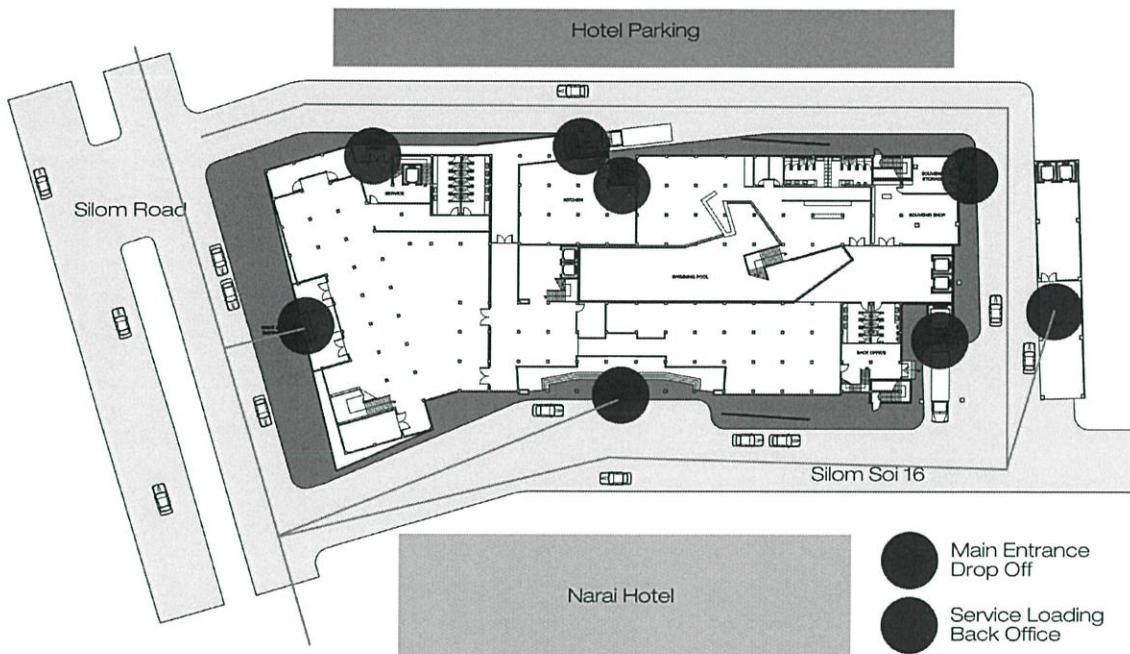 Hotel Parking
Silom Road
SERVICE
KITCHEN
SOUVENIR SHOP
SWIMMING POOL
BACK OFFICE
Silom Soi 16
Narai Hotel
Main Entrance
Drop Off
Service Loading
Back Office